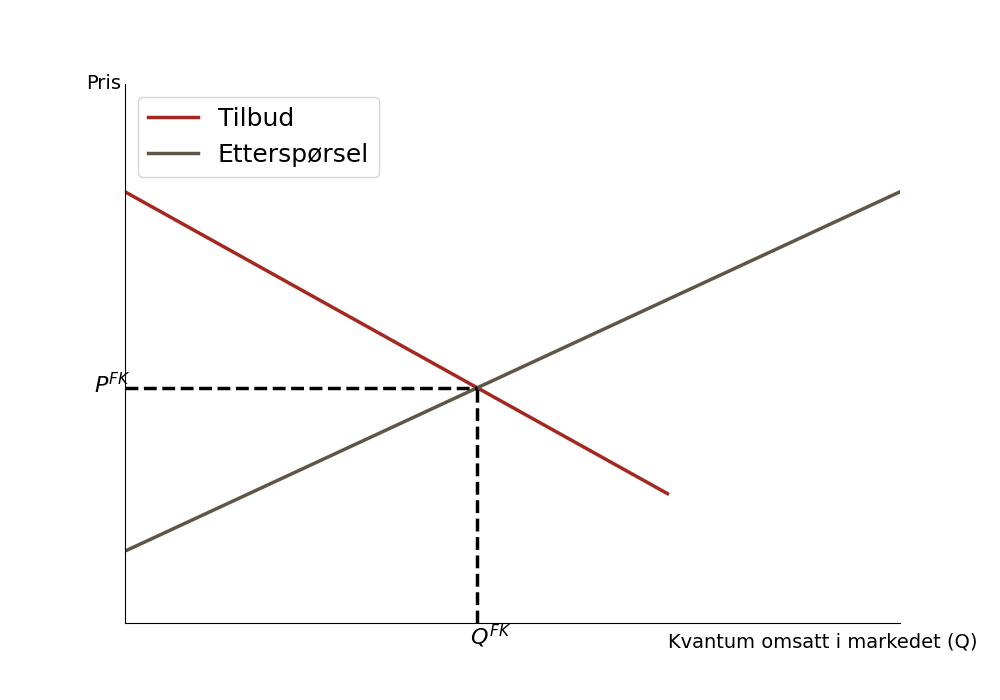 Pris
Tilbud
Etterspørsel
P^{FK}
Q^{FK}
Kvantum omsatt i markedet (Q)